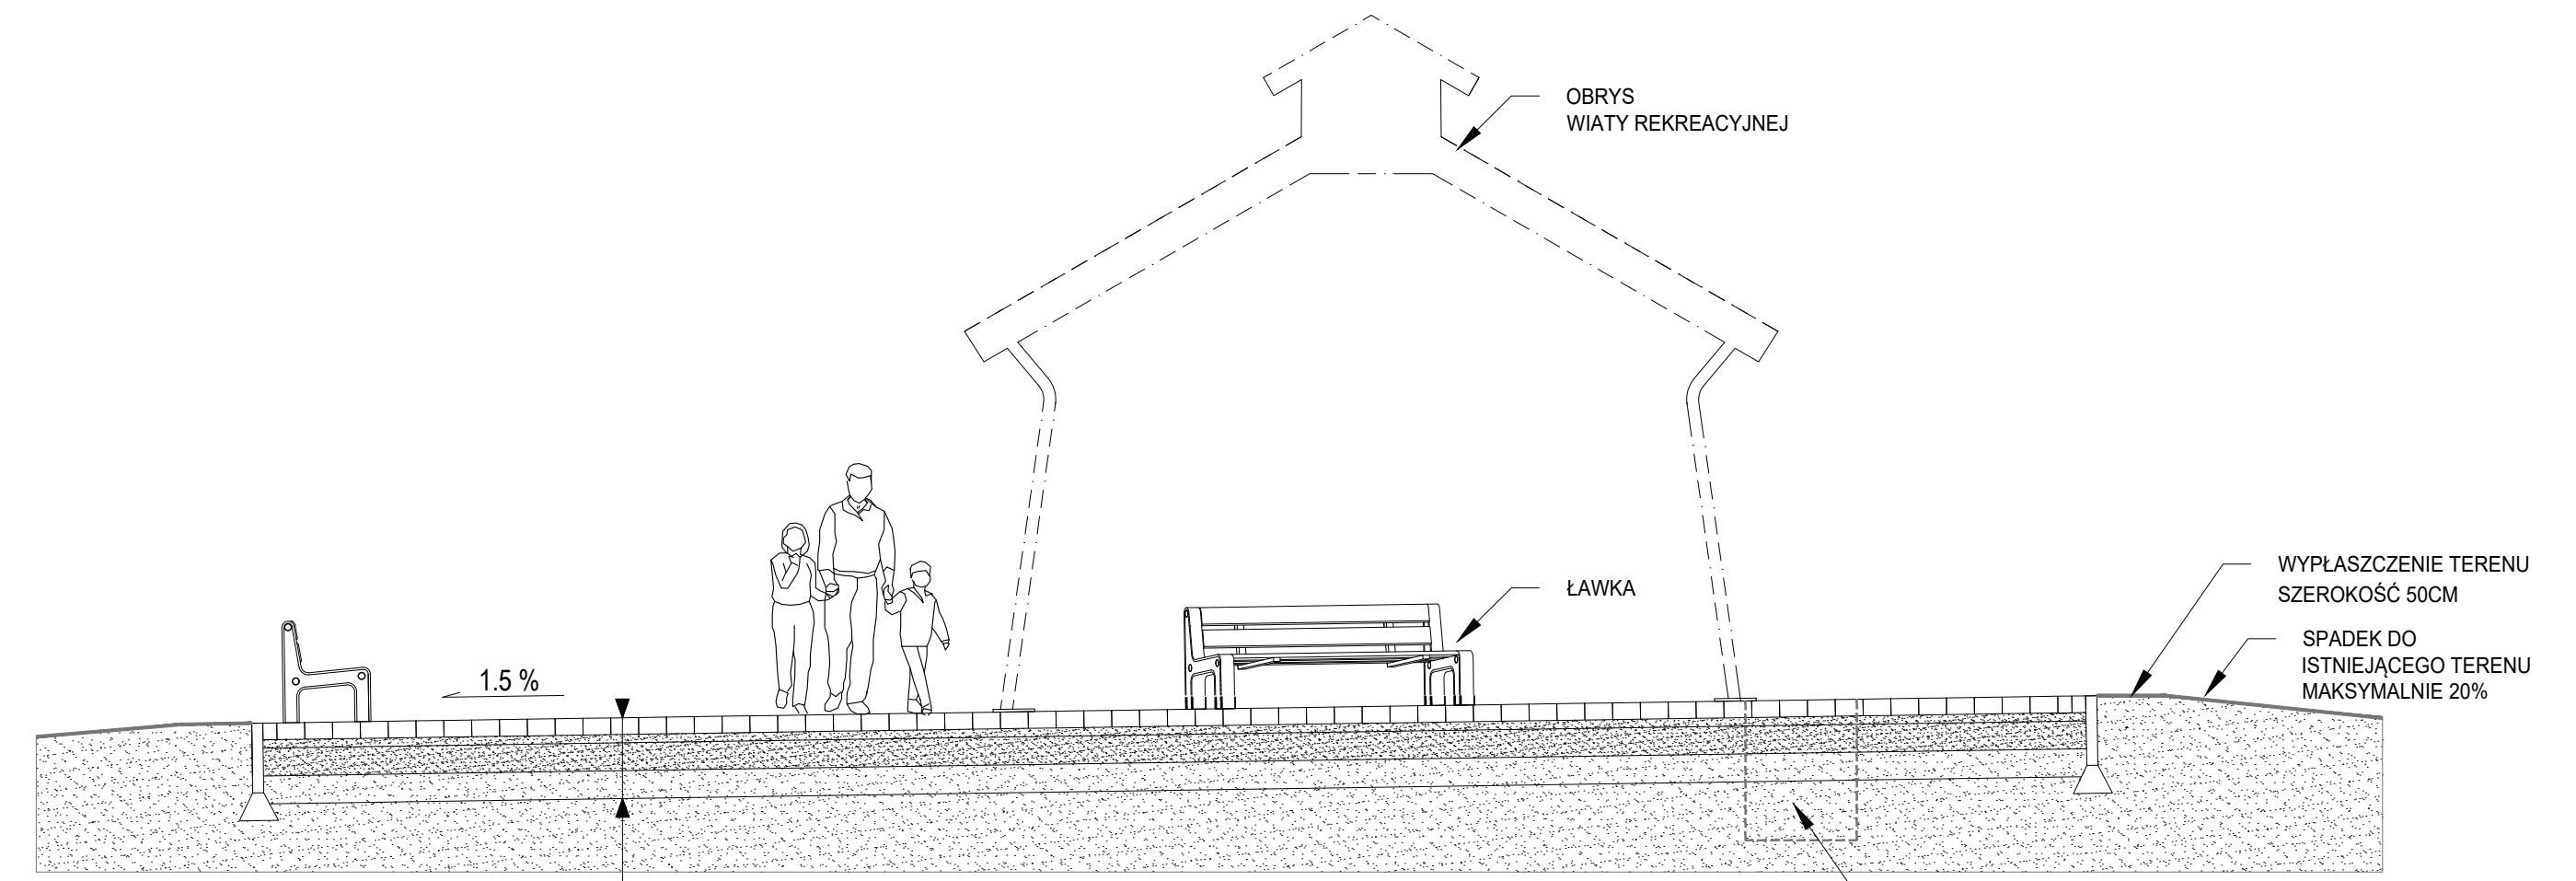 OBRYS
WIATY REKREACYJNEJ
ŁAWKA
WYPŁASZCZENIE TERENU
SZEROKOŚĆ 50CM
SPADEK DO
ISTNIEJĄCEGO TERENU
MAKSYMALNIE 20%
1.5 %